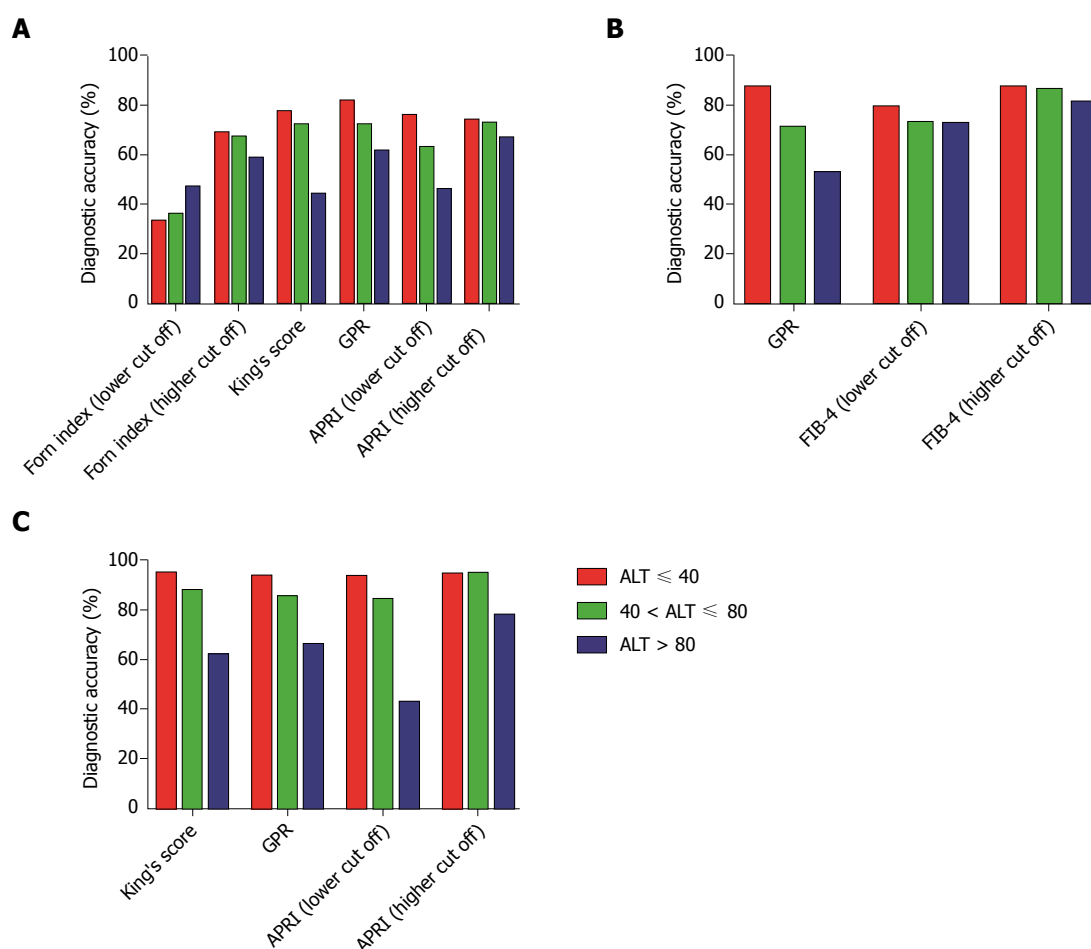 A
Diagnostic accuracy (%)
100
80
60
40
20
0
Forn index (lower cut off)
Forn index (higher cut off)
King's score
GPR
APRI (lower cut off)
APRI (higher cut off)
B
Diagnostic accuracy (%)
100
80
60
40
20
0
GPR
FIB-4 (lower cut off)
FIB-4 (higher cut off)
C
Diagnostic accuracy (%)
100
80
60
40
20
0
King's score
GPR
APRI (lower cut off)
APRI (higher cut off)
ALT ≤ 40
40 < ALT ≤ 80
ALT > 80